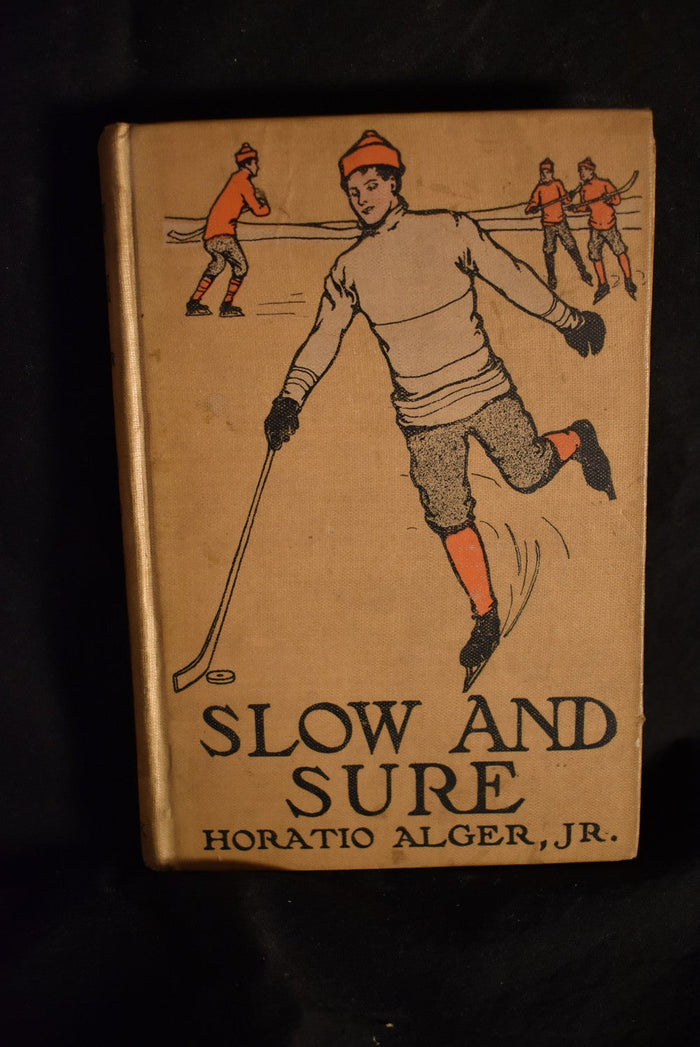 SLOW AND
SURE
HORATIO ALGER, JR.